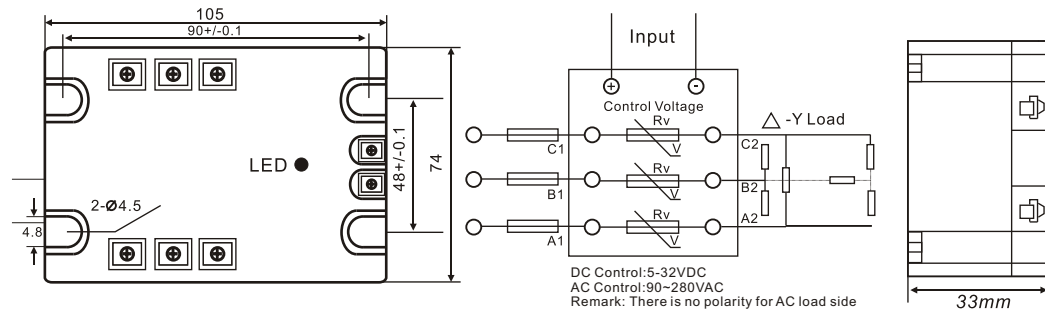 105
90+/-0.1
LED
48+/-0.1
74
2-Ø4.5
4.8
Input
+
-
Control Voltage
Rv
V
C1
C2
△ -Y Load
Rv
V
B1
B2
Rv
V
A1
A2
DC Control:5-32VDC
AC Control:90~280VAC
Remark: There is no polarity for AC load side
33mm